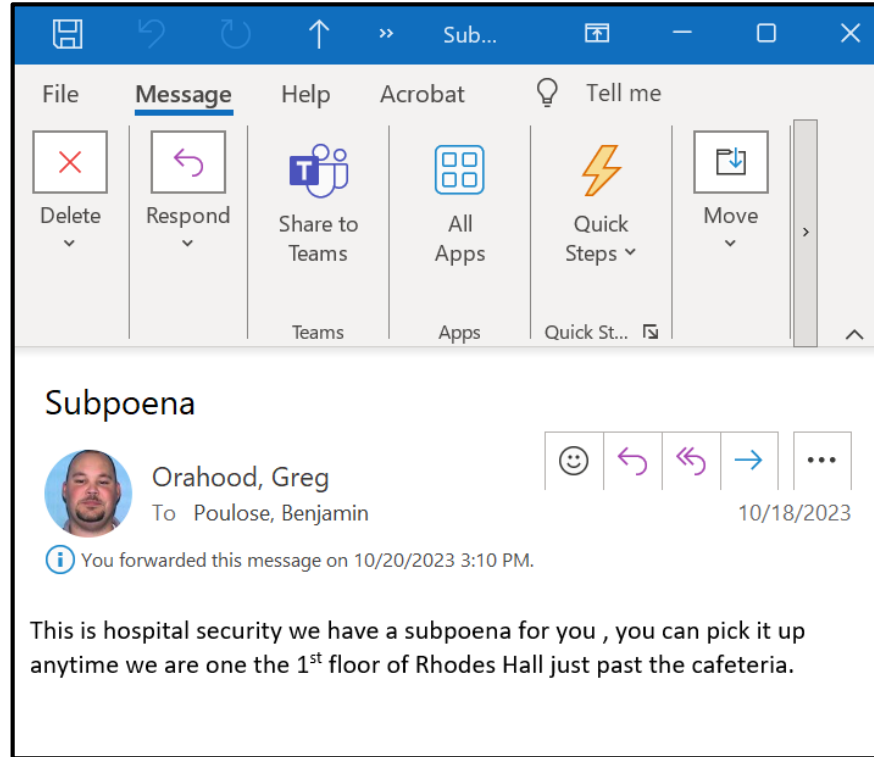 Sub...
File Message Help Acrobat Tell me
Delete Respond Share to Teams All Apps Quick Steps Move
Teams Apps Quick St...
Subpoena
Orahood, Greg
To Poulose, Benjamin 10/18/2023
You forwarded this message on 10/20/2023 3:10 PM.
This is hospital security we have a subpoena for you , you can pick it up
anytime we are one the 1st floor of Rhodes Hall just past the cafeteria.